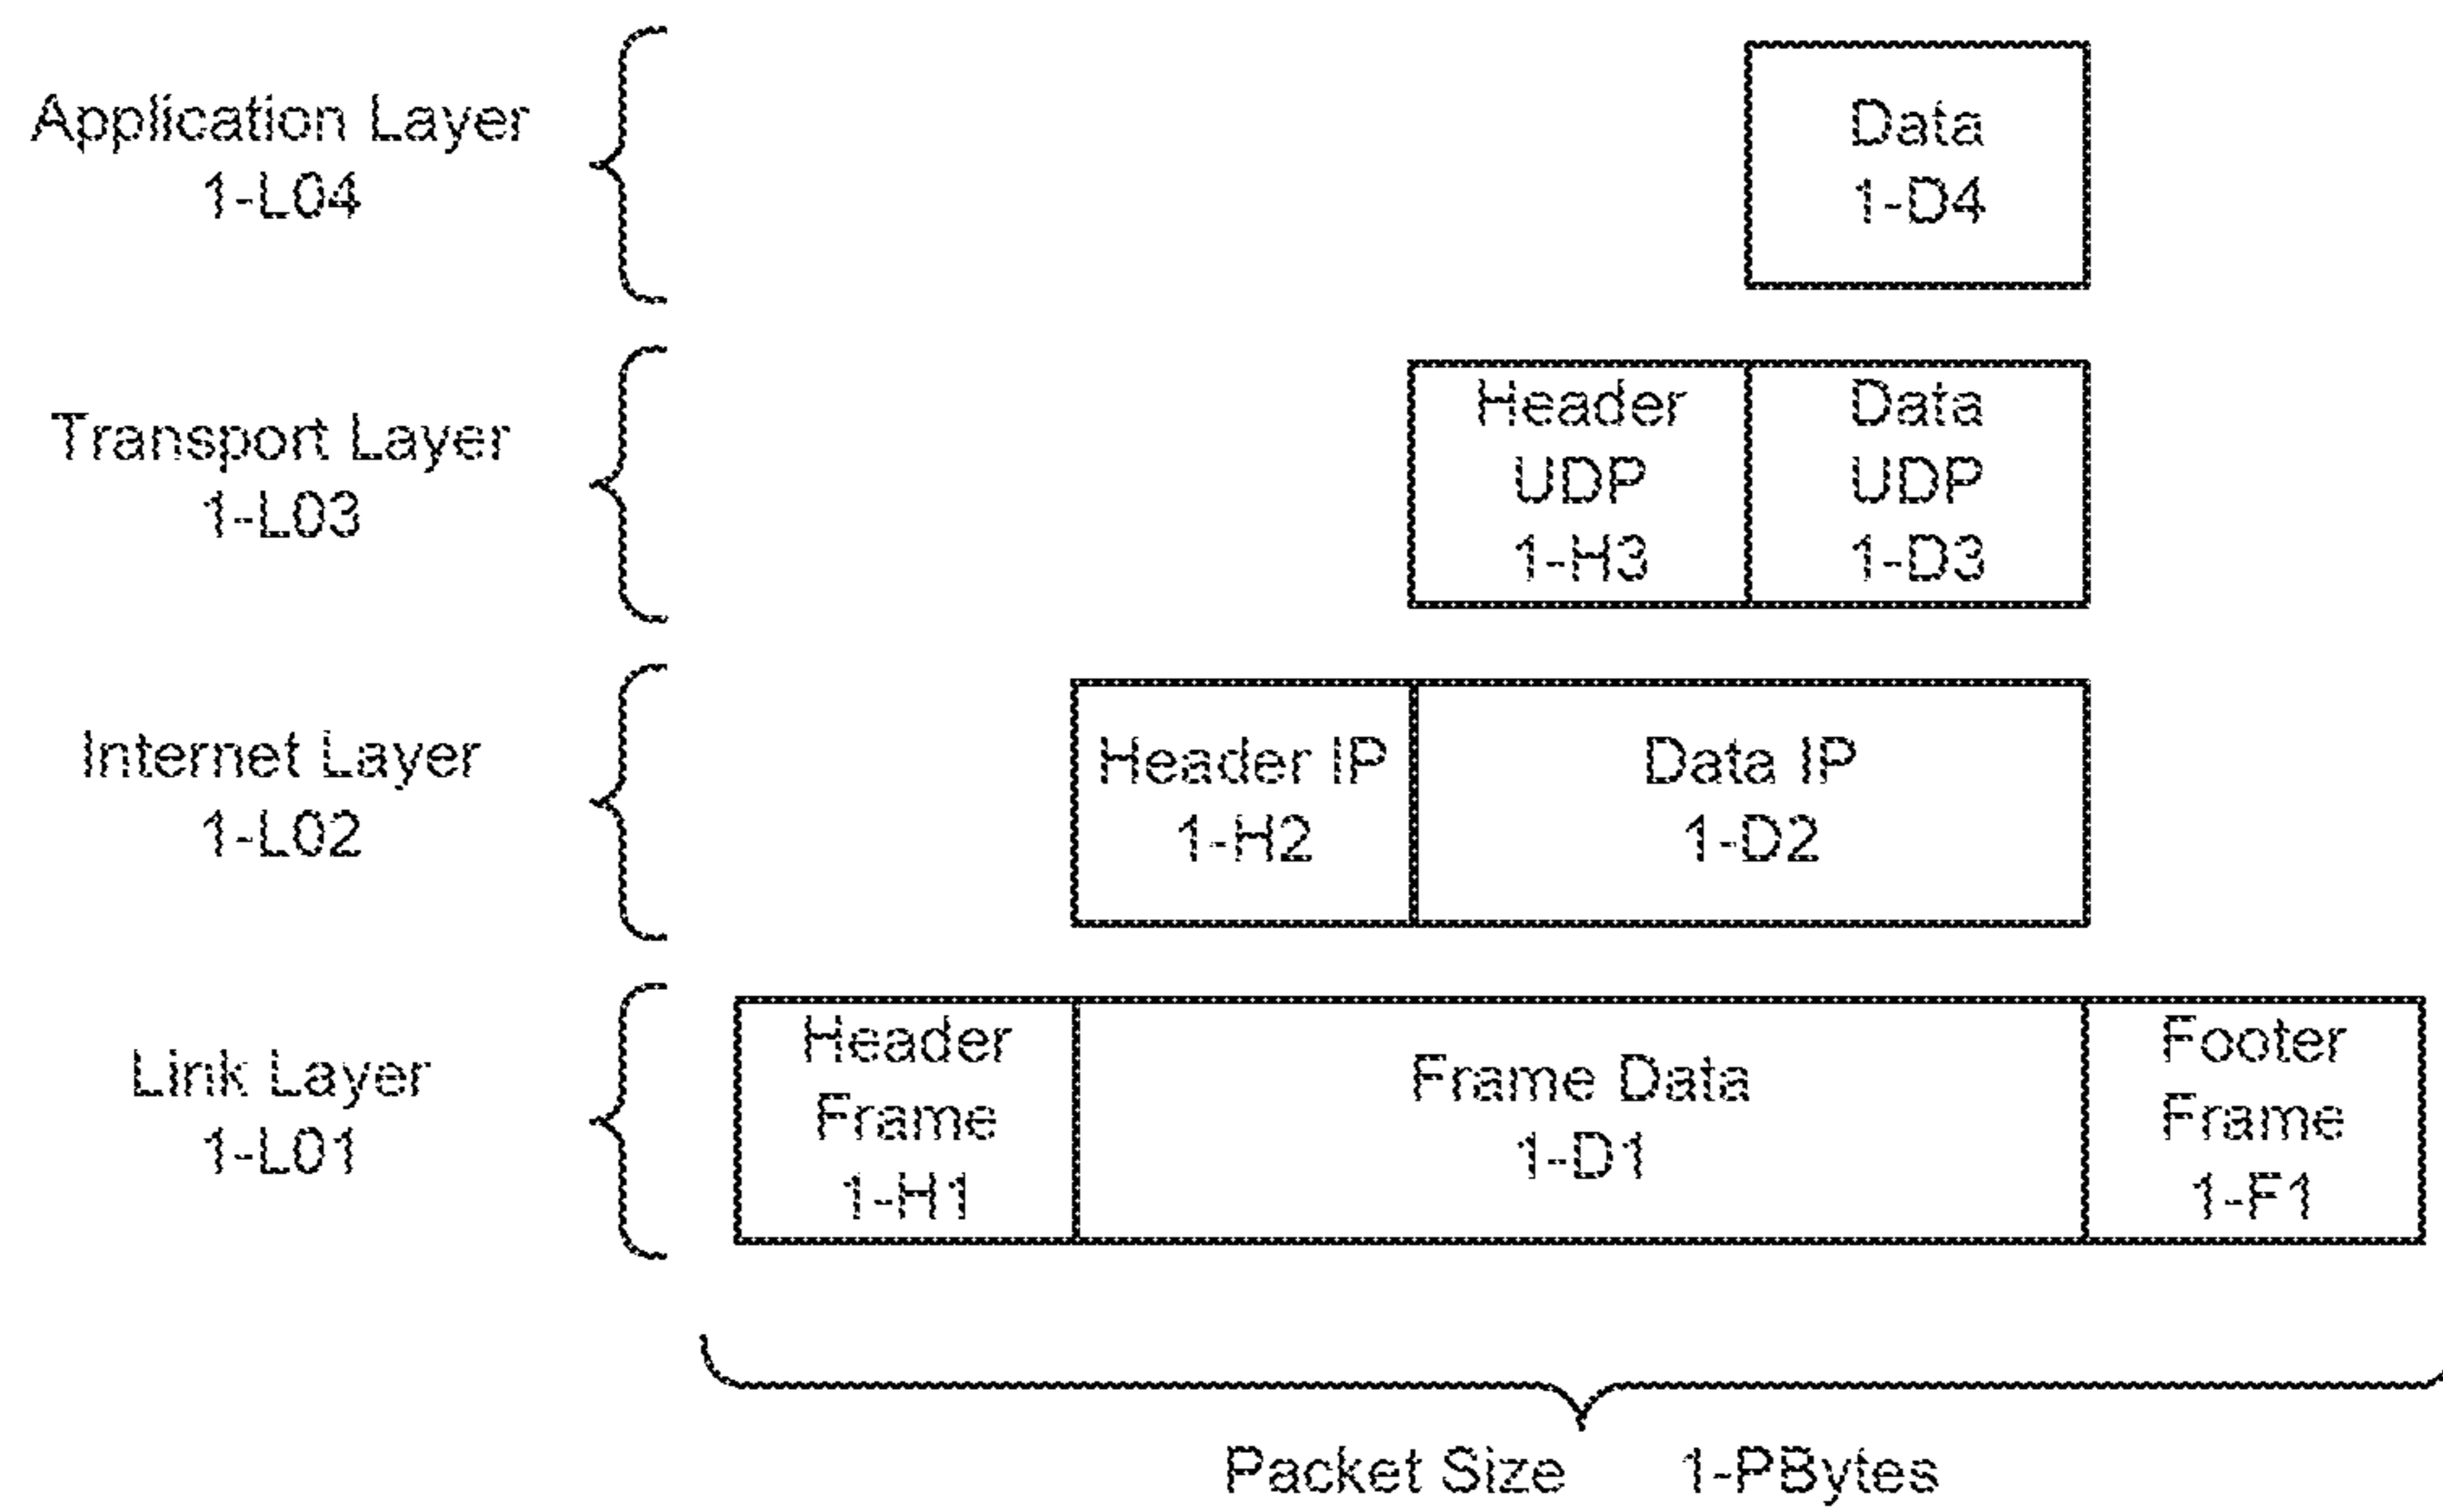 Application Layer
1-L04
Data
1-D4
Transport Layer
1-L03
Header
UDP
1-H3
Data
UDP
1-D3
Internet Layer
1-L02
Header IP
1-H2
Data IP
1-D2
Link Layer
1-L01
Header
Frame
1-H1
Frame Data
1-D1
Footer
Frame
1-F1
Packet Size 1-PBytes